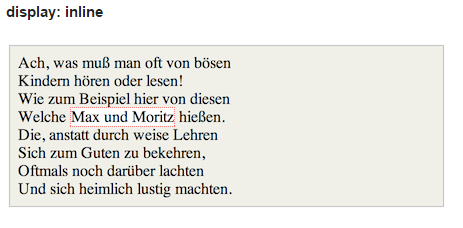 display: inline
Ach, was muß man oft von bösen
Kindern hören oder lesen!
Wie zum Beispiel hier von diesen
Welche Max und Moritz hießen.
Die, anstatt durch weise Lehren
Sich zum Guten zu bekehren,
Oftmals noch darüber lachten
Und sich heimlich lustig machten.